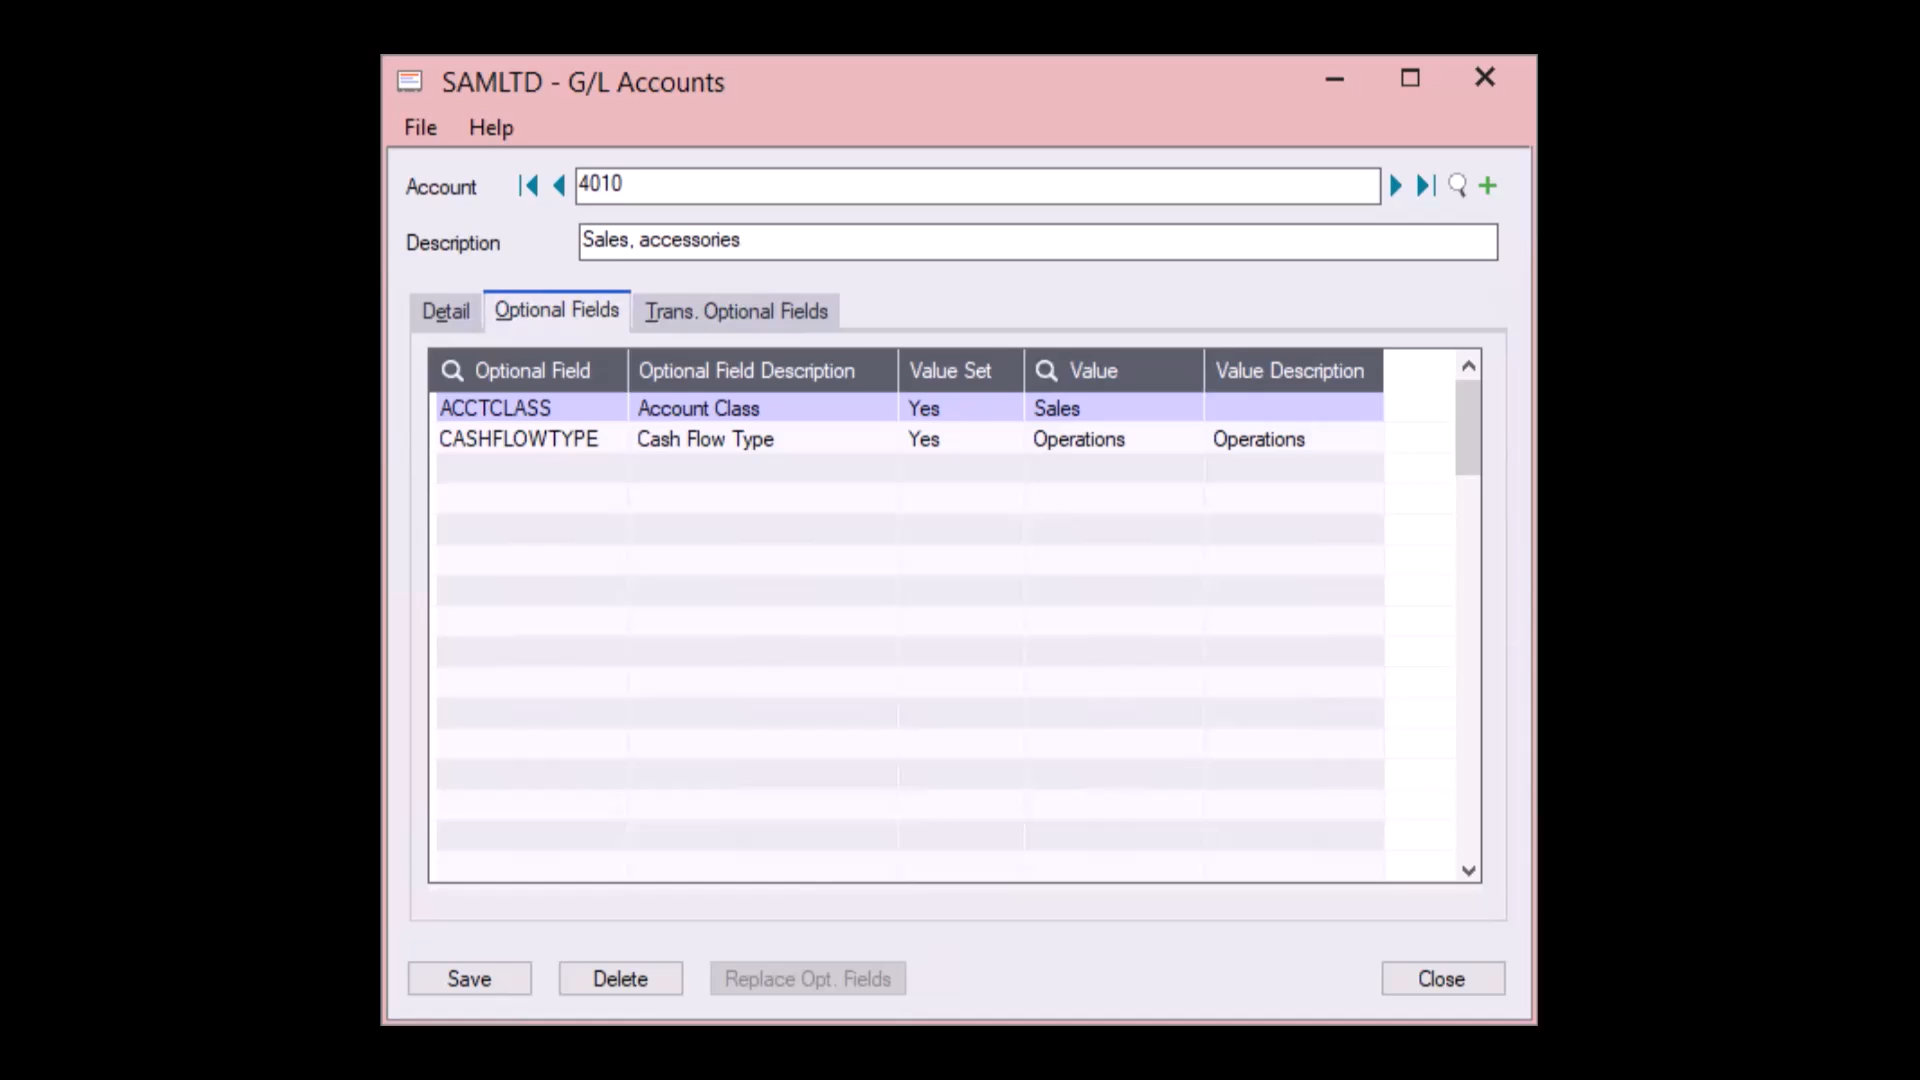 SAMLTD - G/L Accounts
File Help
Account 4010
Description Sales, accessories
Detail Optional Fields Trans. Optional Fields
Optional Field Optional Field Description Value Set Value Value Description
ACCTCLASS Account Class Yes Sales
CASHFLOWTYPE Cash Flow Type Yes Operations Operations
Save Delete Replace Opt. Fields Close